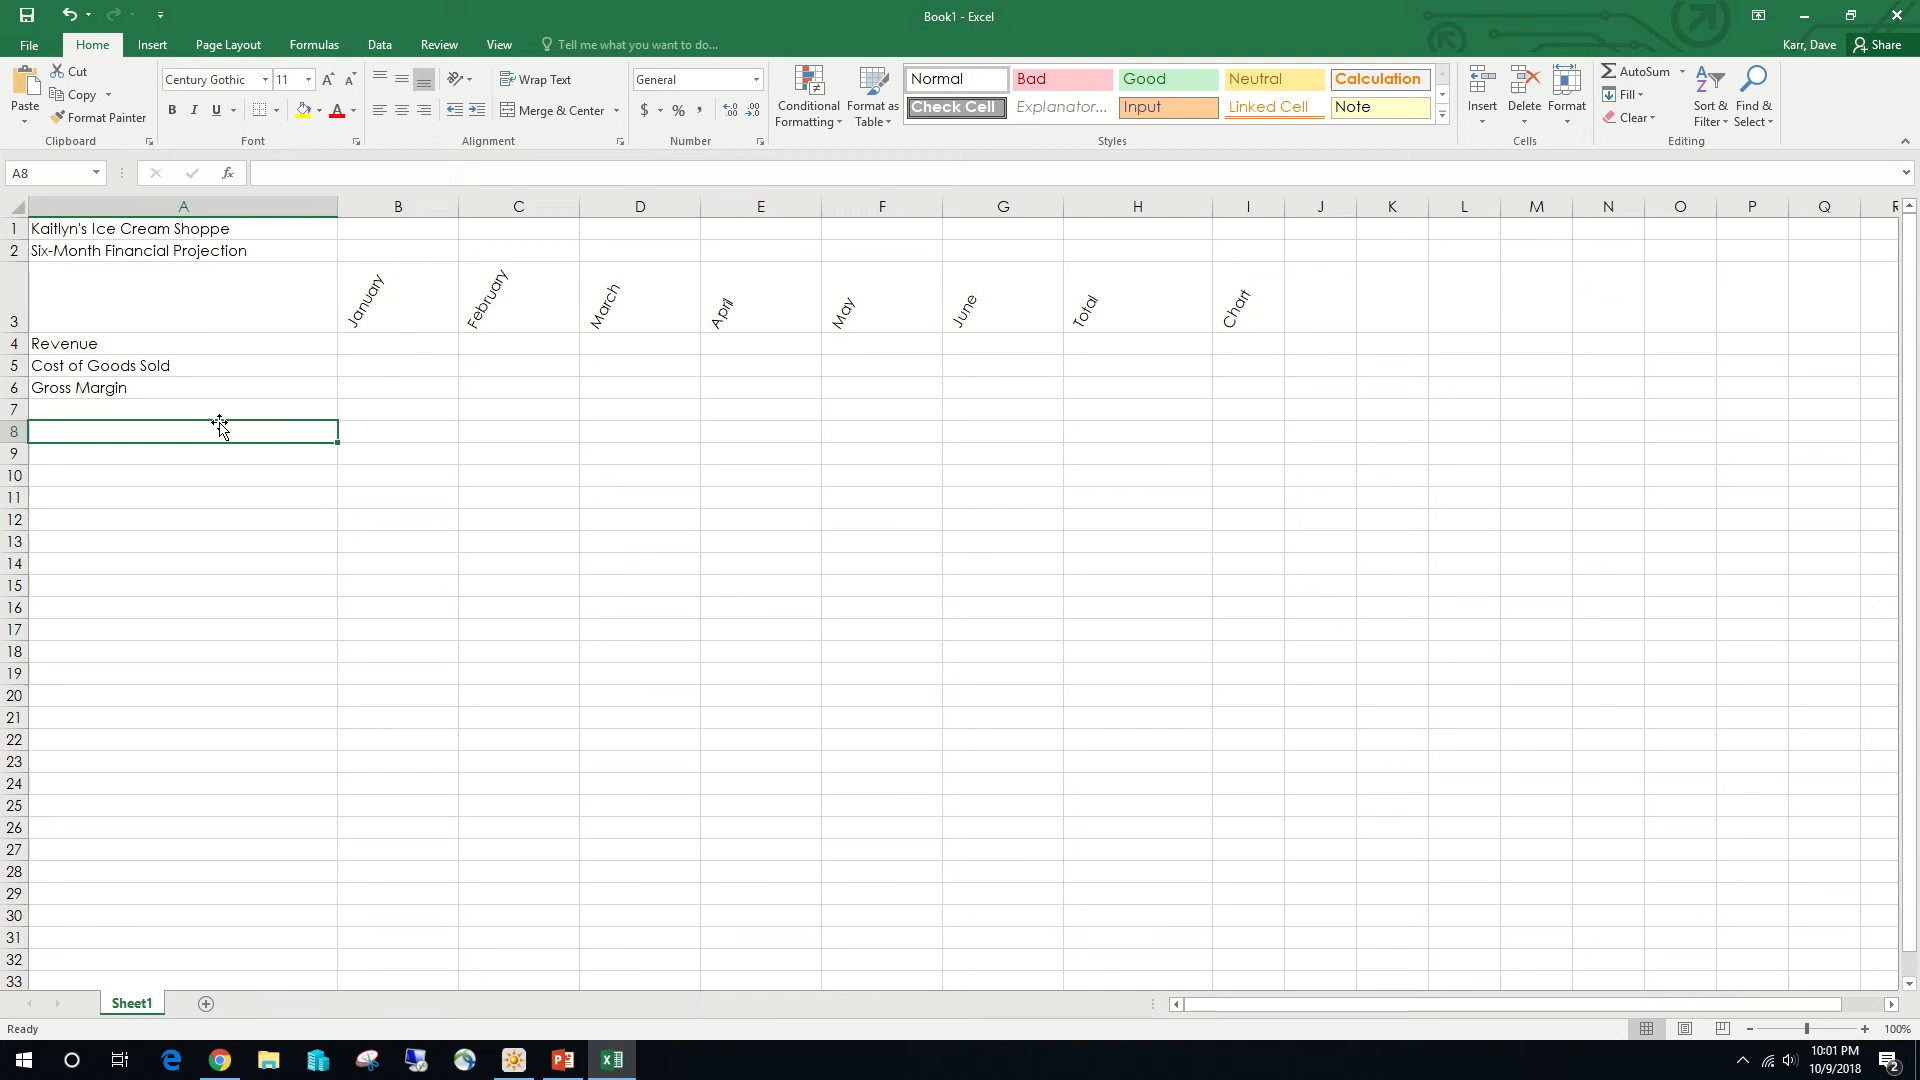 Book1 - Excel
File Home Insert Page Layout Formulas Data Review View Tell me what you want to do... Karr, Dave Share
Paste Cut Copy Format Painter Clipboard
Century Gothic 11 B I U A Font
Wrap Text Merge & Center Alignment
General $ % , Number
Conditional Formatting Format as Table
Normal Bad Good Neutral Calculation
Check Cell Explanator... Input Linked Cell Note
Styles
Insert Delete Format Cells
AutoSum Fill Clear Sort & Filter Find & Select Editing
A8 fx
A B C D E F G H I J K L M N O P Q R
1 Kaitlyn's Ice Cream Shoppe
2 Six-Month Financial Projection
3 January February March April May June Total Chart
4 Revenue
5 Cost of Goods Sold
6 Gross Margin
7
8
9
10
11
12
13
14
15
16
17
18
19
20
21
22
23
24
25
26
27
28
29
30
31
32
33
Sheet1
Ready 100%
10:01 PM
10/9/2018
2